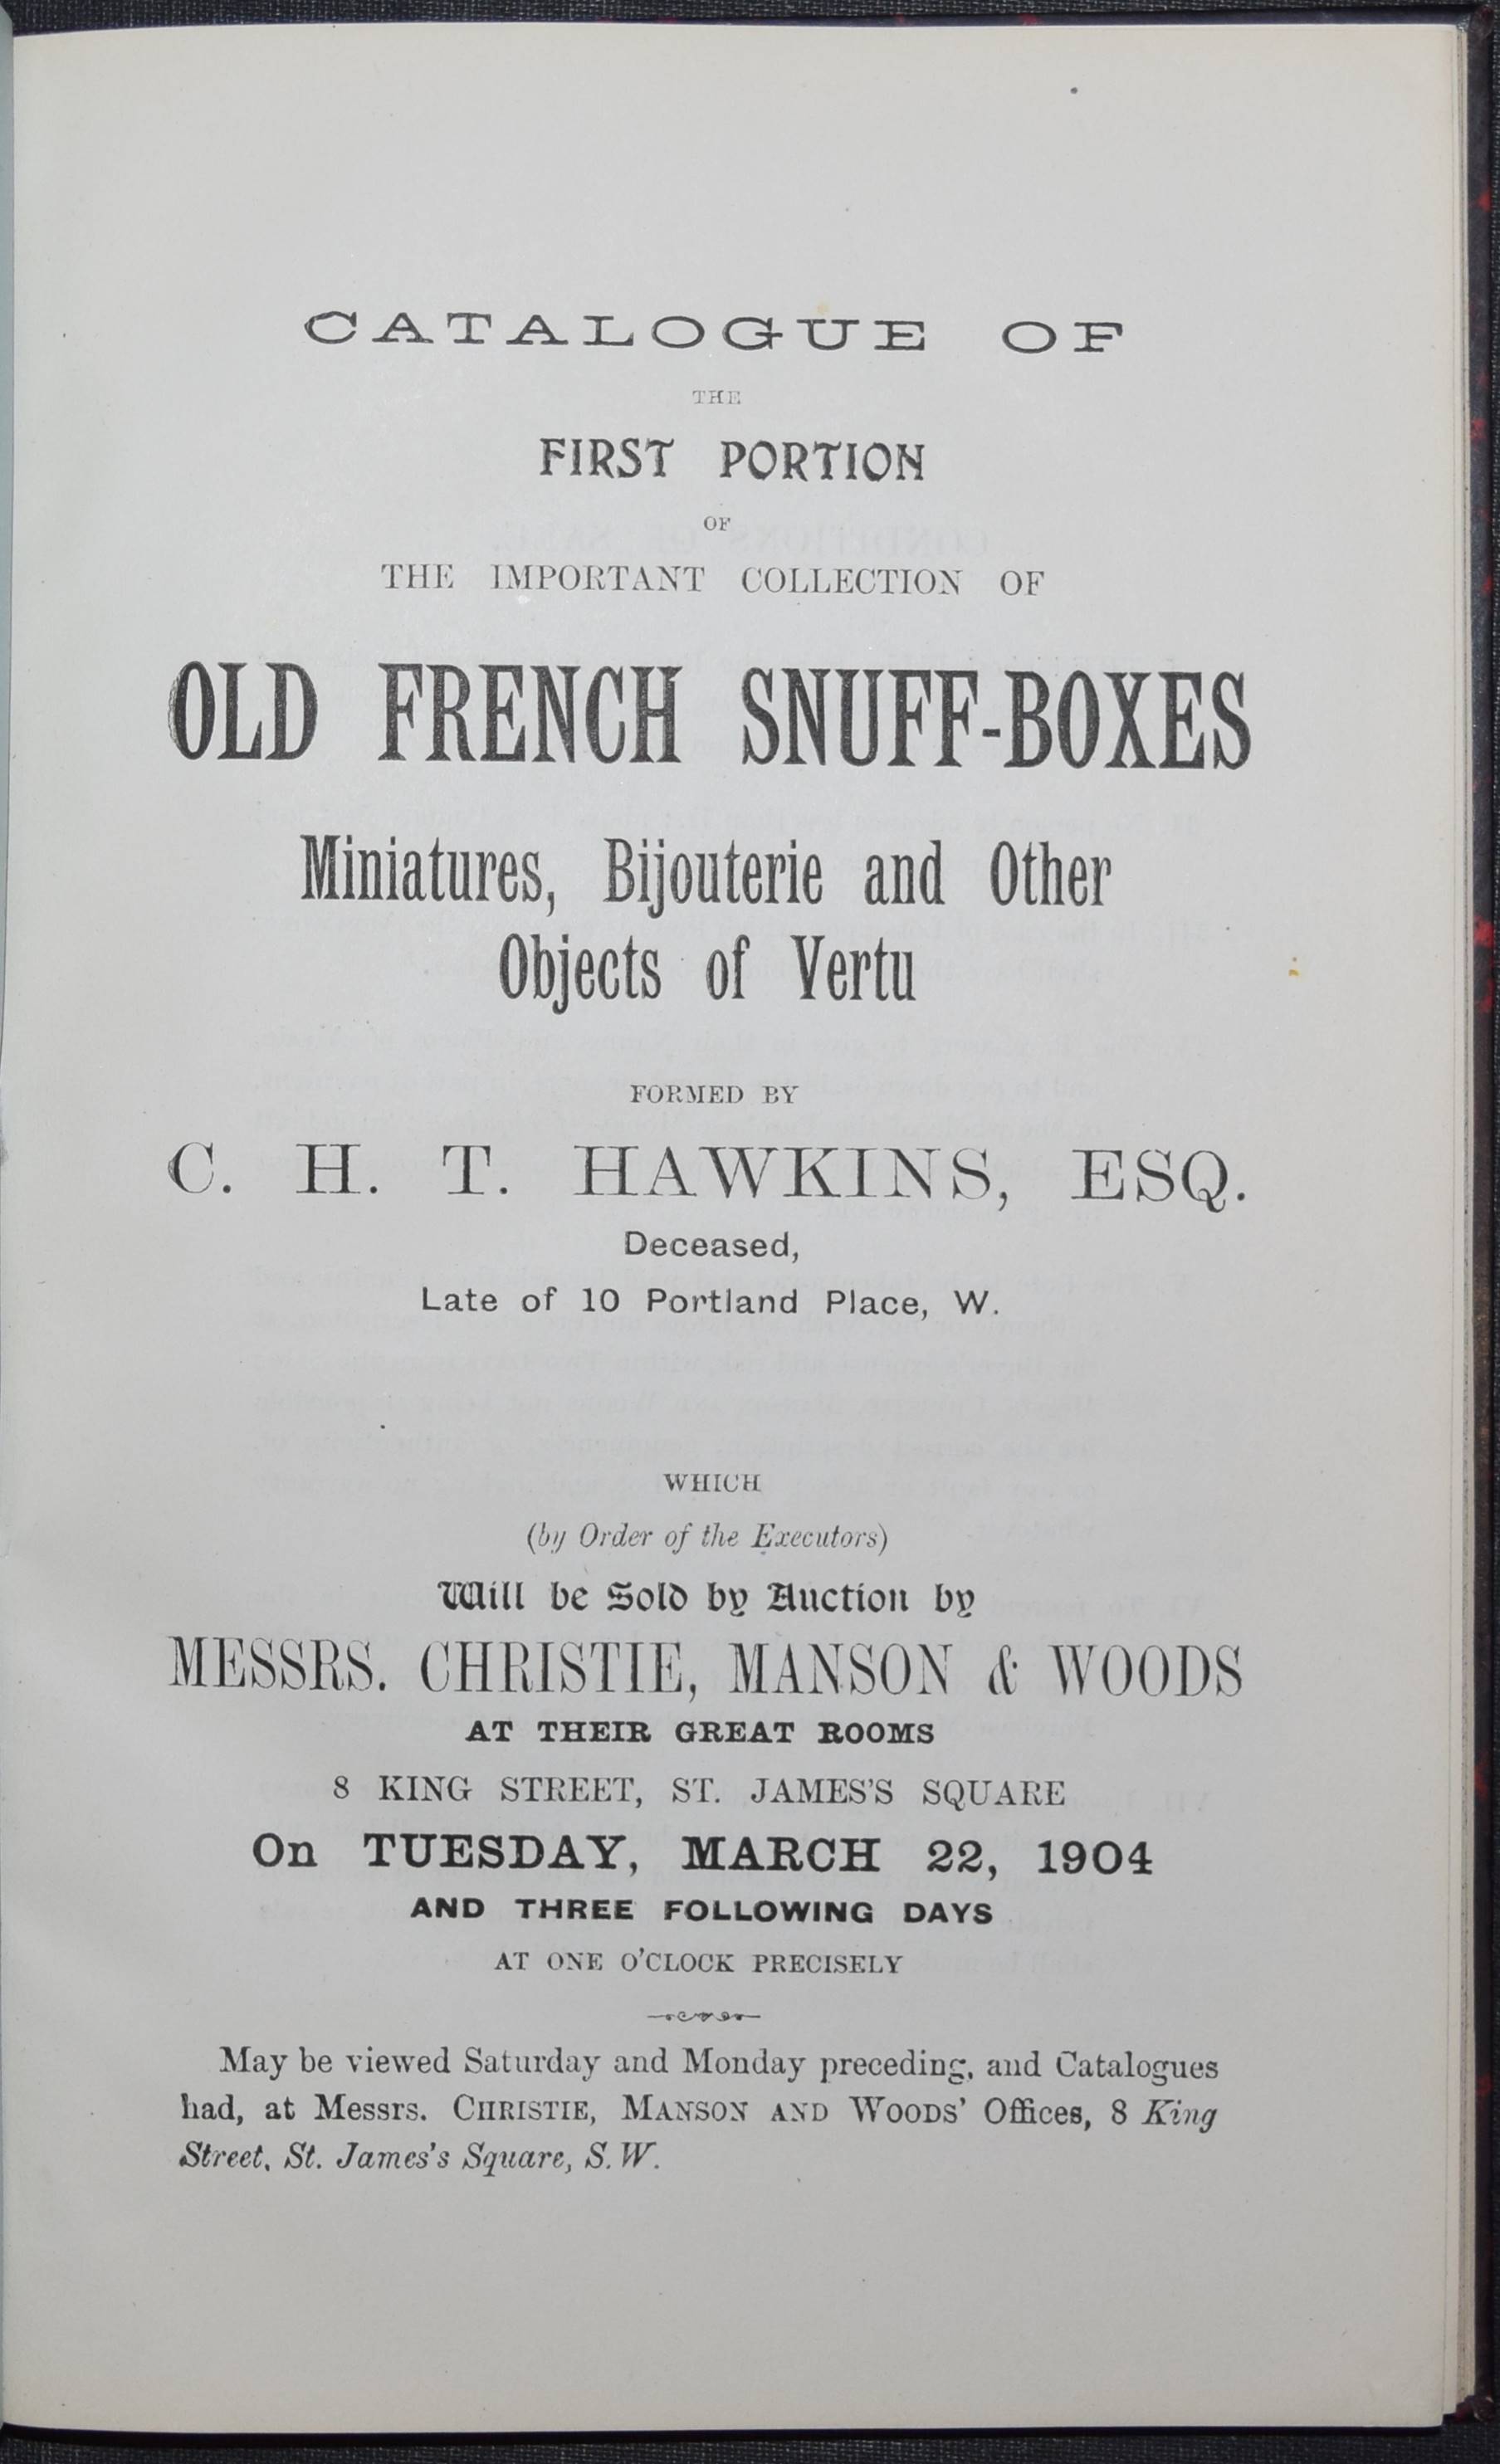 CATALOGUE OF
THE
FIRST PORTION
OF
THE IMPORTANT COLLECTION OF
OLD FRENCH SNUFF-BOXES
Miniatures, Bijouterie and Other
Objects of Vertu
FORMED BY
C. H. T. HAWKINS, ESQ.
Deceased,
Late of 10 Portland Place, W.
WHICH
(by Order of the Executors)
Will be Sold by Auction by
MESSRS. CHRISTIE, MANSON & WOODS
AT THEIR GREAT ROOMS
8 KING STREET, ST. JAMES'S SQUARE
On TUESDAY, MARCH 22, 1904
AND THREE FOLLOWING DAYS
AT ONE O'CLOCK PRECISELY
May be viewed Saturday and Monday preceding, and Catalogues
had, at Messrs. CHRISTIE, MANSON AND WOODS' Offices, 8 King
Street, St. James's Square, S.W.